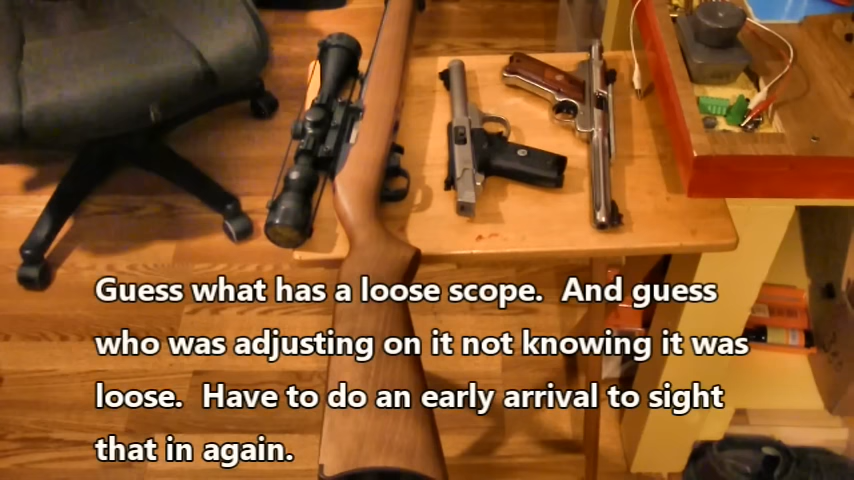 Guess what has a loose scope.  And guess
who was adjusting on it not knowing it was
loose.  Have to do an early arrival to sight
that in again.